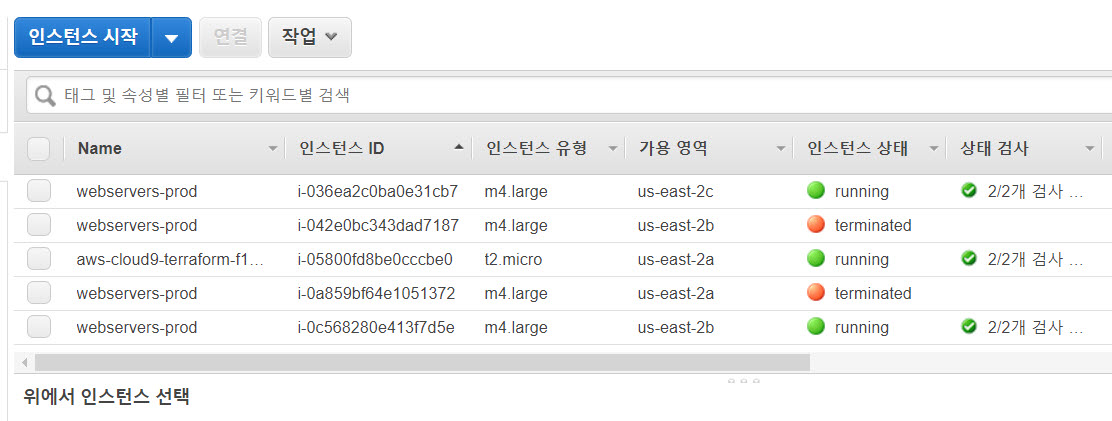 인스턴스 시작 연결 작업
태그 및 속성별 필터 또는 키워드별 검색
Name 인스턴스 ID 인스턴스 유형 가용 영역 인스턴스 상태 상태 검사
webservers-prod i-036ea2c0ba0e31cb7 m4.large us-east-2c running 2/2개 검사 ...
webservers-prod i-042e0bc343dad7187 m4.large us-east-2b terminated
aws-cloud9-terraform-f1... i-05800fd8be0cccbe0 t2.micro us-east-2a running 2/2개 검사 ...
webservers-prod i-0a859bf64e1051372 m4.large us-east-2a terminated
webservers-prod i-0c568280e413f7d5e m4.large us-east-2b running 2/2개 검사 ...
위에서 인스턴스 선택